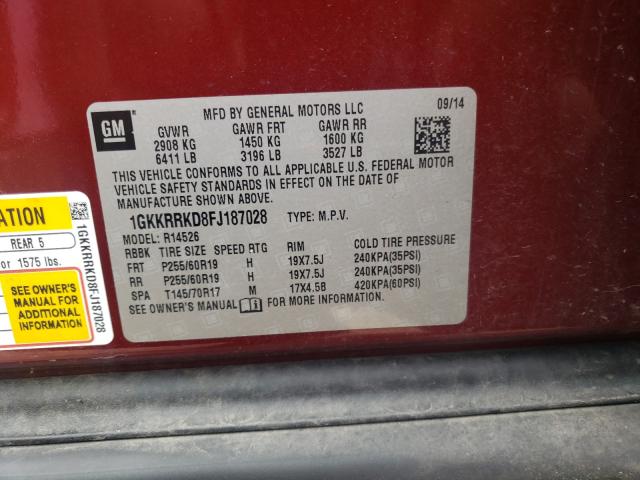 MFD BY GENERAL MOTORS LLC 09/14
GM
GVWR GAWR FRT GAWR RR
2908 KG 1450 KG 1600 KG
6411 LB 3196 LB 3527 LB
THIS VEHICLE CONFORMS TO ALL APPLICABLE U.S. FEDERAL MOTOR
VEHICLE SAFETY STANDARDS IN EFFECT ON THE DATE OF
MANUFACTURE SHOWN ABOVE.
1GKKRRKD8FJ187028 TYPE: M.P.V.
MODEL: R14526
RBBK TIRE SIZE SPEED RTG RIM COLD TIRE PRESSURE
FRT P255/60R19 H 19X7.5J 240KPA(35PSI)
RR P255/60R19 H 19X7.5J 240KPA(35PSI)
SPA T145/70R17 M 17X4.5B 420KPA(60PSI)
SEE OWNER'S MANUAL FOR MORE INFORMATION.
ATION
REAR 5
or 1575 lbs.
SEE OWNER'S
MANUAL FOR
ADDITIONAL
INFORMATION
1GKKRRKD8FJ187028